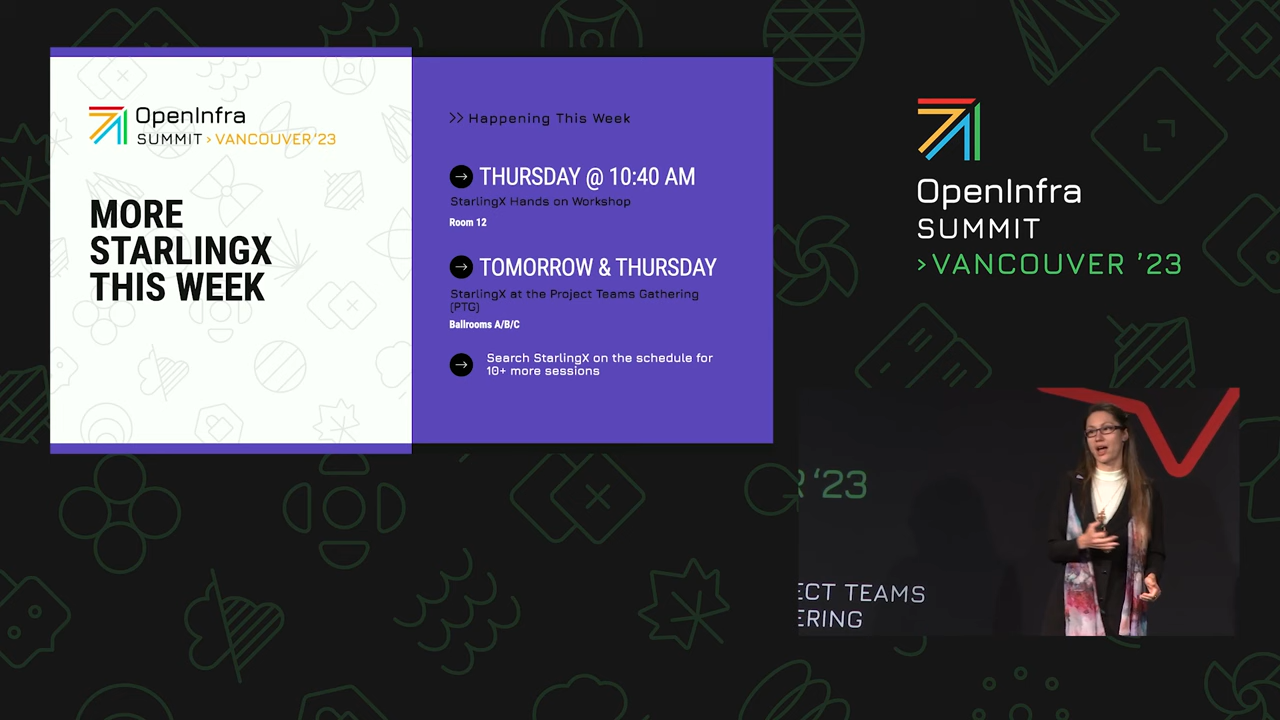 OpenInfra
SUMMIT › VANCOUVER ’23
MORE
STARLINGX
THIS WEEK
>> Happening This Week
THURSDAY @ 10:40 AM
StarlingX Hands on Workshop
Room 12
TOMORROW & THURSDAY
StarlingX at the Project Teams Gathering
(PTG)
Ballrooms A/B/C
Search StarlingX on the schedule for
10+ more sessions
OpenInfra
SUMMIT
›VANCOUVER ’23
R ‘23
ECT TEAMS
ERING